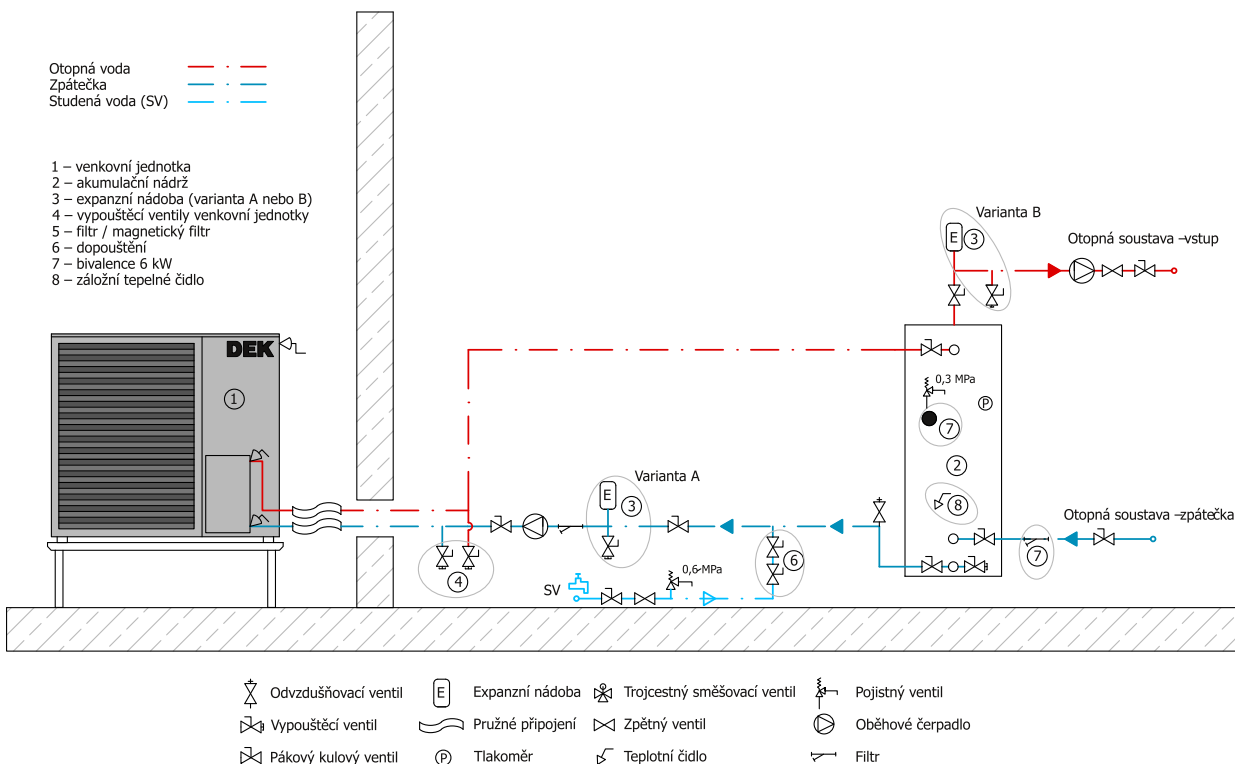 Otopná voda
Zpátečka
Studená voda (SV)
1 – venkovní jednotka
2 – akumulační nádrž
3 – expanzní nádoba (varianta A nebo B)
4 – vypouštěcí ventily venkovní jednotky
5 – filtr / magnetický filtr
6 – dopouštění
7 – bivalence 6 kW
8 – záložní tepelné čidlo
Varianta B
E 3
Otopná soustava –vstup
DEK
1
0,3 MPa
P
7
2
Varianta A
E 3
8
Otopná soustava –zpátečka
7
6
4
0,6 MPa
SV
Odvzdušňovací ventil
E Expanzní nádoba
Trojcestný směšovací ventil
Pojistný ventil
Vypouštěcí ventil
Pružné připojení
Zpětný ventil
Oběhové čerpadlo
Pákový kulový ventil
P Tlakoměr
Teplotní čidlo
Filtr